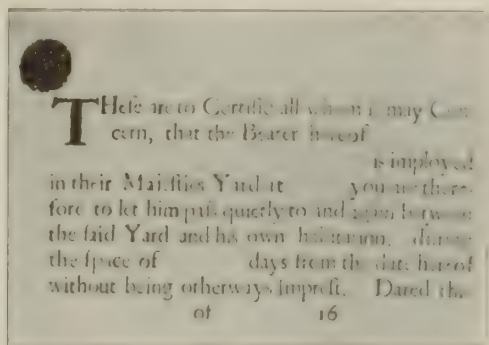 THeſe are to Certifie all whom it may Con-
cern, that the Bearer hereof
is imployed
in their Majeſties Yard at you are there-
fore to let him paſs quietly to and again between
the ſaid Yard and his own habitation, during
the ſpace of days from the date hereof
without being otherways impreſt. Dated the
of 16